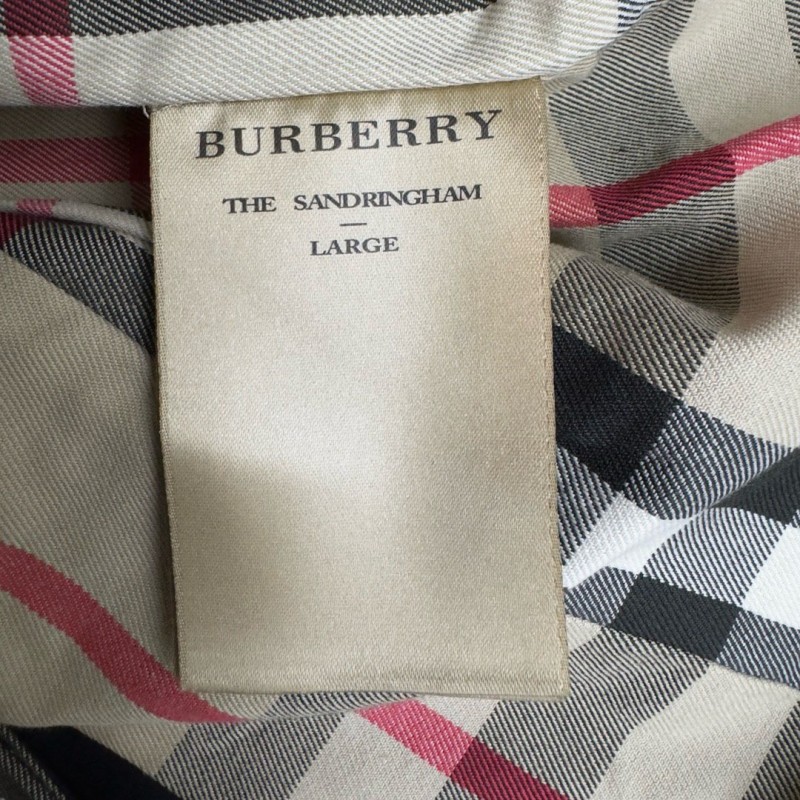 BURBERRY
THE SANDRINGHAM
—
LARGE